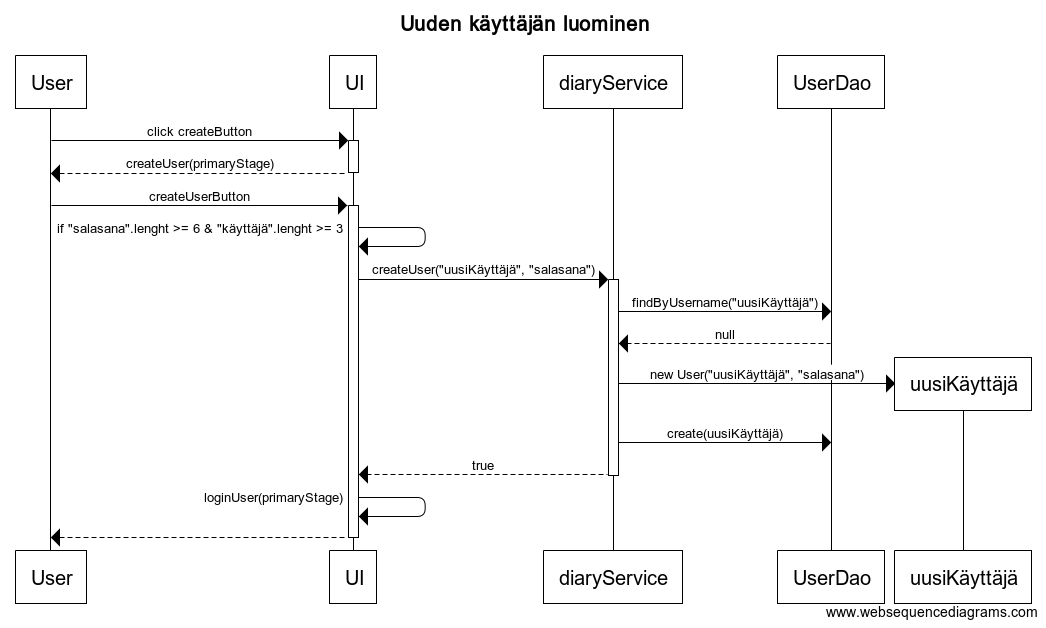 Uuden käyttäjän luominen
User
UI
diaryService
UserDao
click createButton
createUser(primaryStage)
createUserButton
if "salasana".lenght >= 6 & "käyttäjä".lenght >= 3
createUser("uusiKäyttäjä", "salasana")
findByUsername("uusiKäyttäjä")
null
new User("uusiKäyttäjä", "salasana")
uusiKäyttäjä
create(uusiKäyttäjä)
true
loginUser(primaryStage)
User
UI
diaryService
UserDao
uusiKäyttäjä
www.websequencediagrams.com